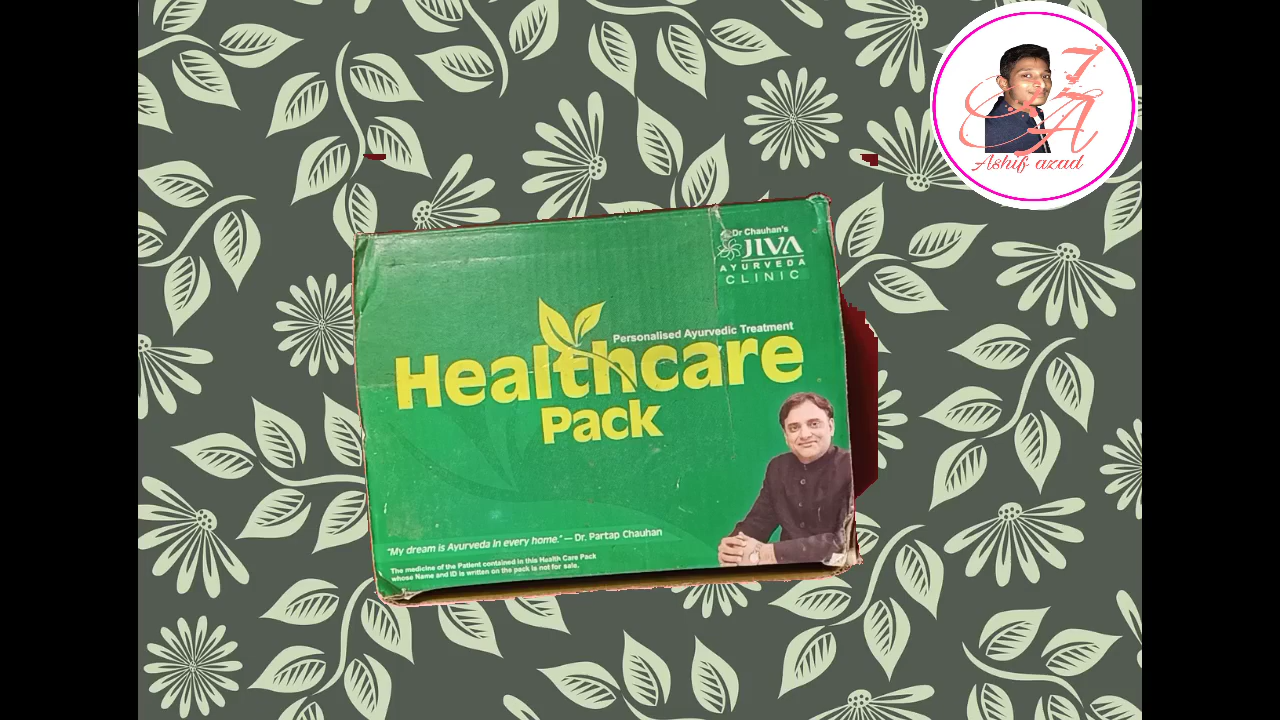 7
A
Ashif azad
Dr Chauhan's
JIVA
AYURVEDA
CLINIC
Personalised Ayurvedic Treatment
Healthcare
Pack
"My dream is Ayurveda in every home." — Dr. Partap Chauhan
The medicine of the Patient contained in this Health Care Pack
whose Name and ID is written on the pack is not for sale.